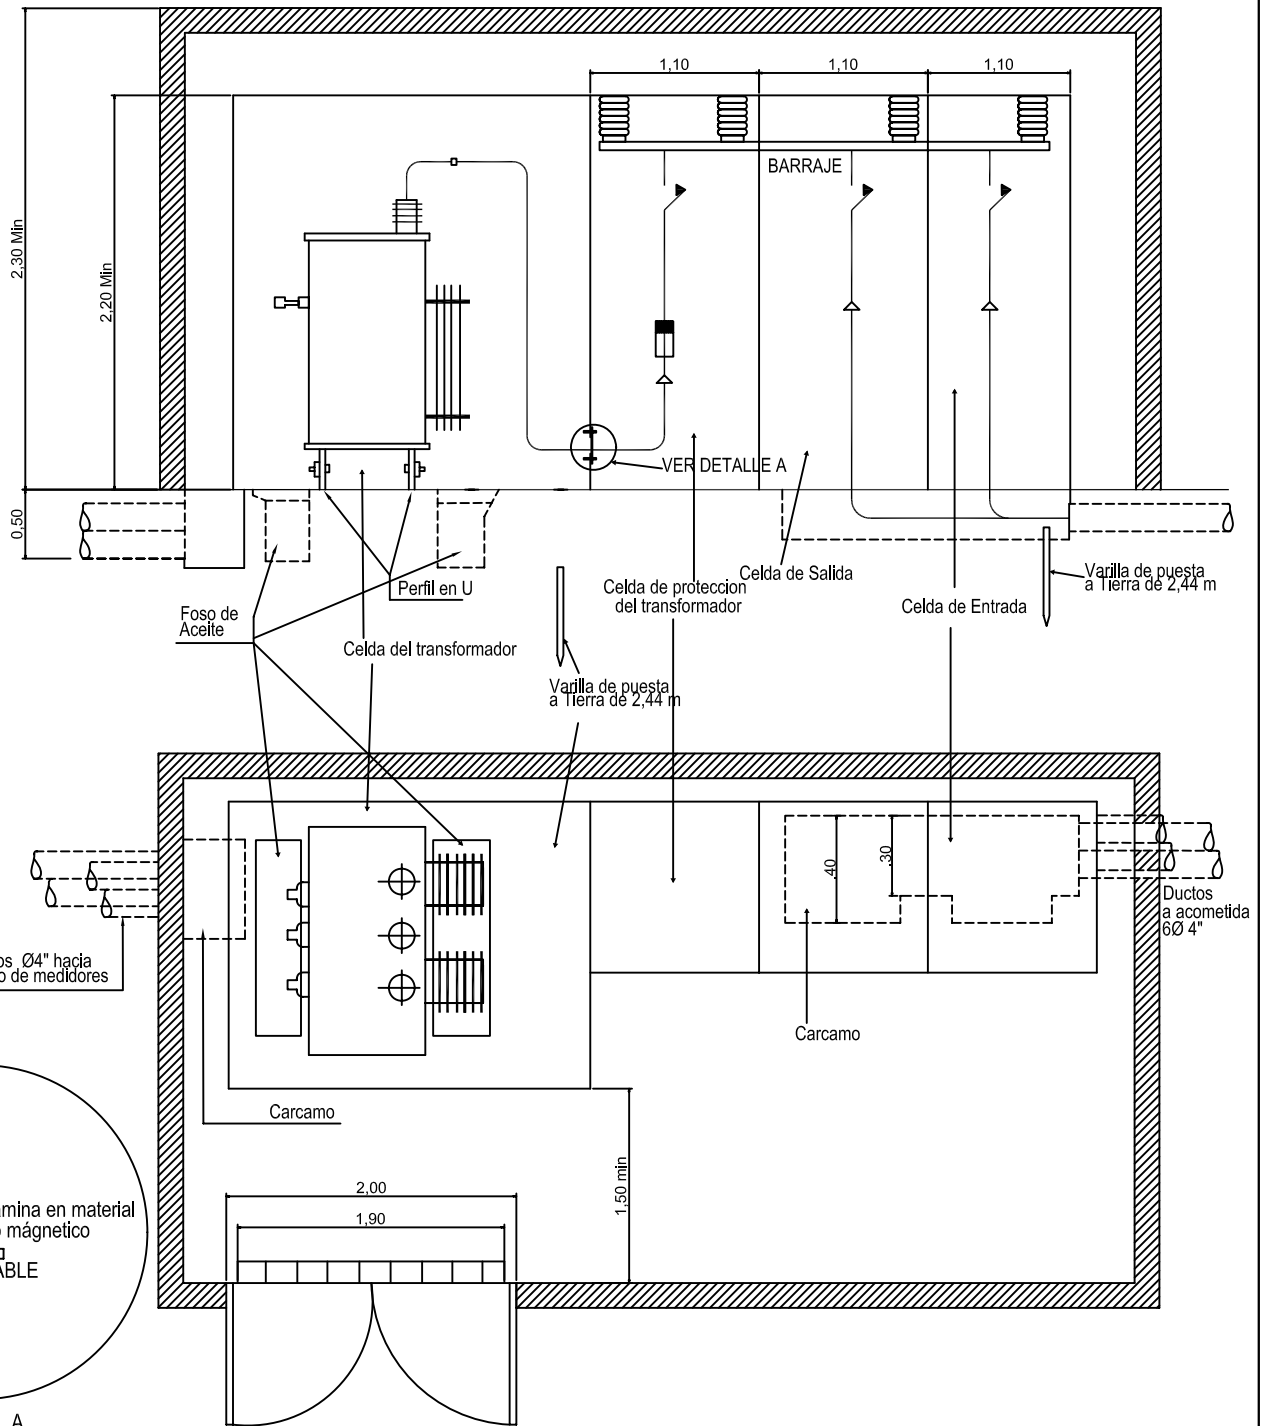 1,10
1,10
1,10
BARRAJE
2,30 Min
2,20 Min
VER DETALLE A
0,50
Perfil en U
Celda de proteccion
del transformador
Celda de Salida
Celda de Entrada
Varilla de puesta
a Tierra de 2,44 m
Foso de
Aceite
Celda del transformador
Varilla de puesta
a Tierra de 2,44 m
.40
.30
Ductos
a acometida
6Ø 4"
Ø4" hacia
de medidores
Carcamo
Carcamo
1,50 min
2,00
1,90
en material
mágnetico
A